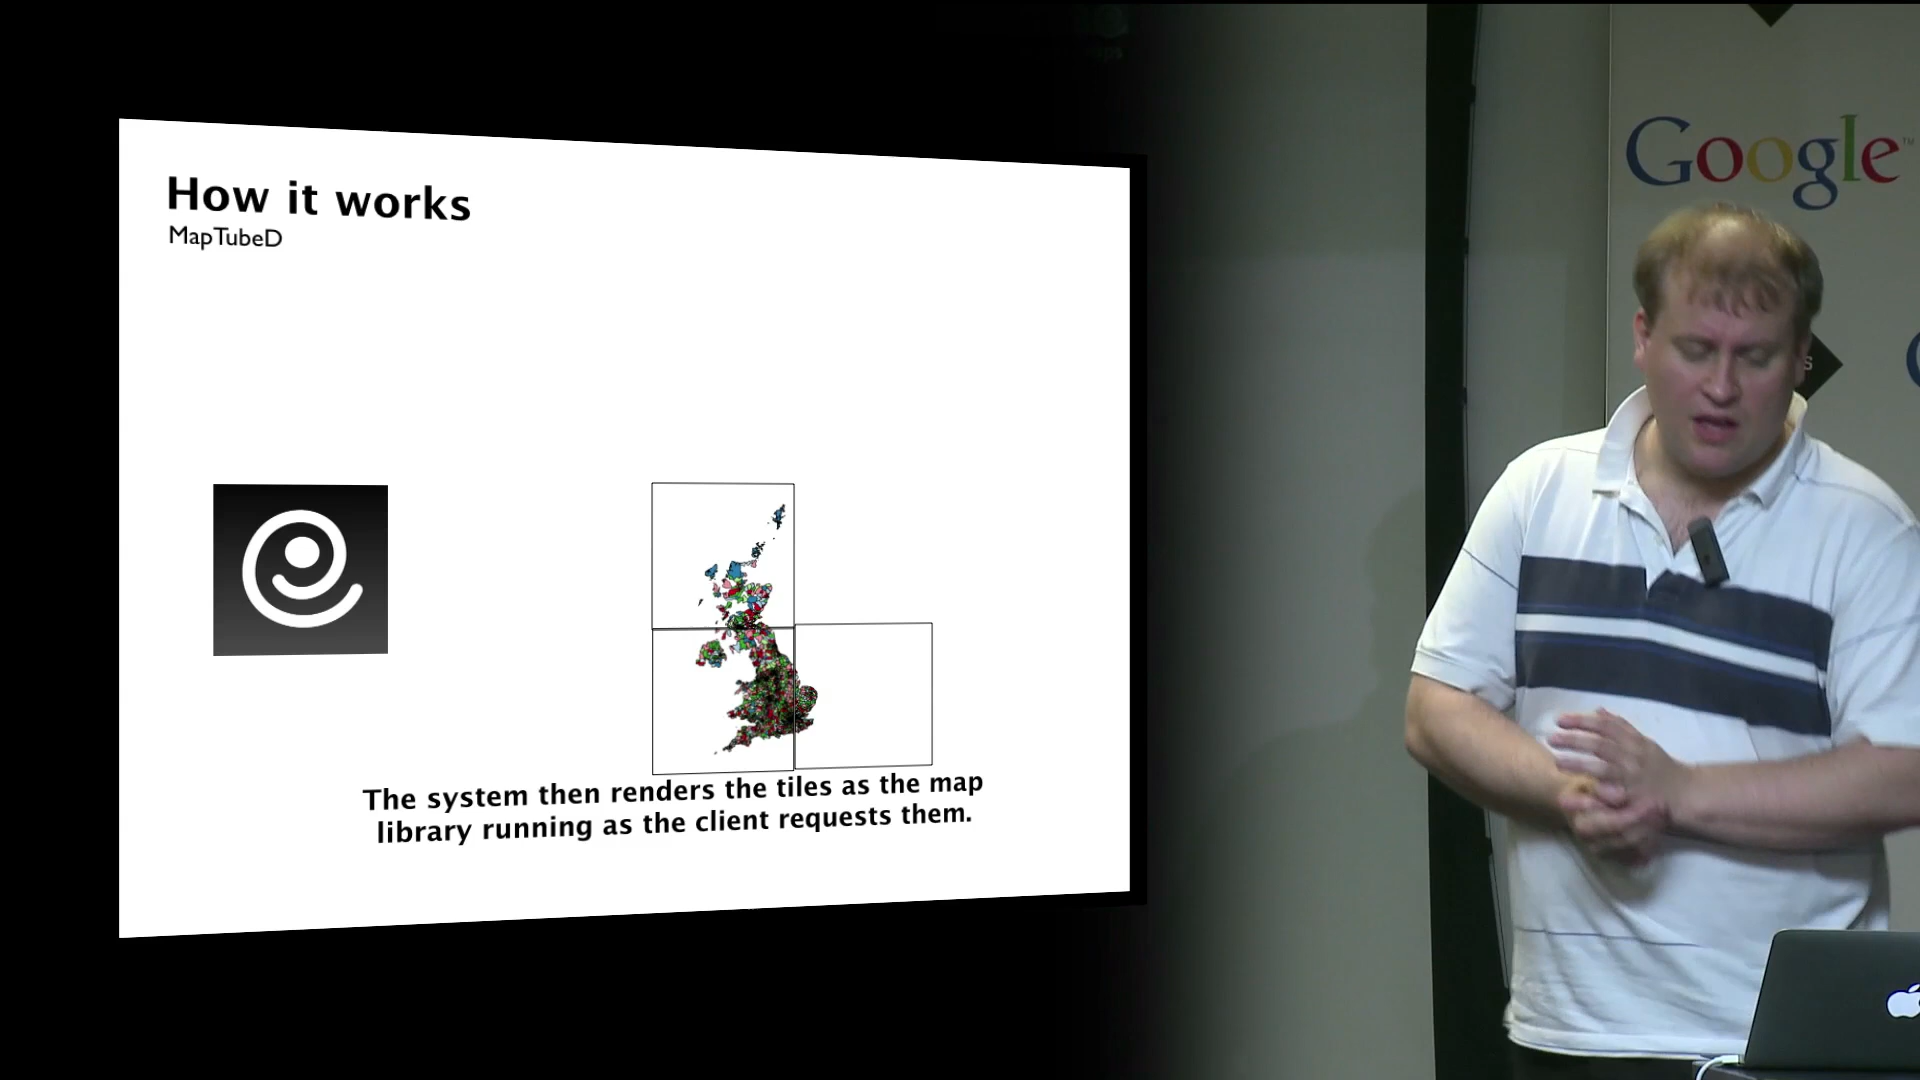 How it works
MapTubeD
The system then renders the tiles as the map
library running as the client requests them.
Google™
S